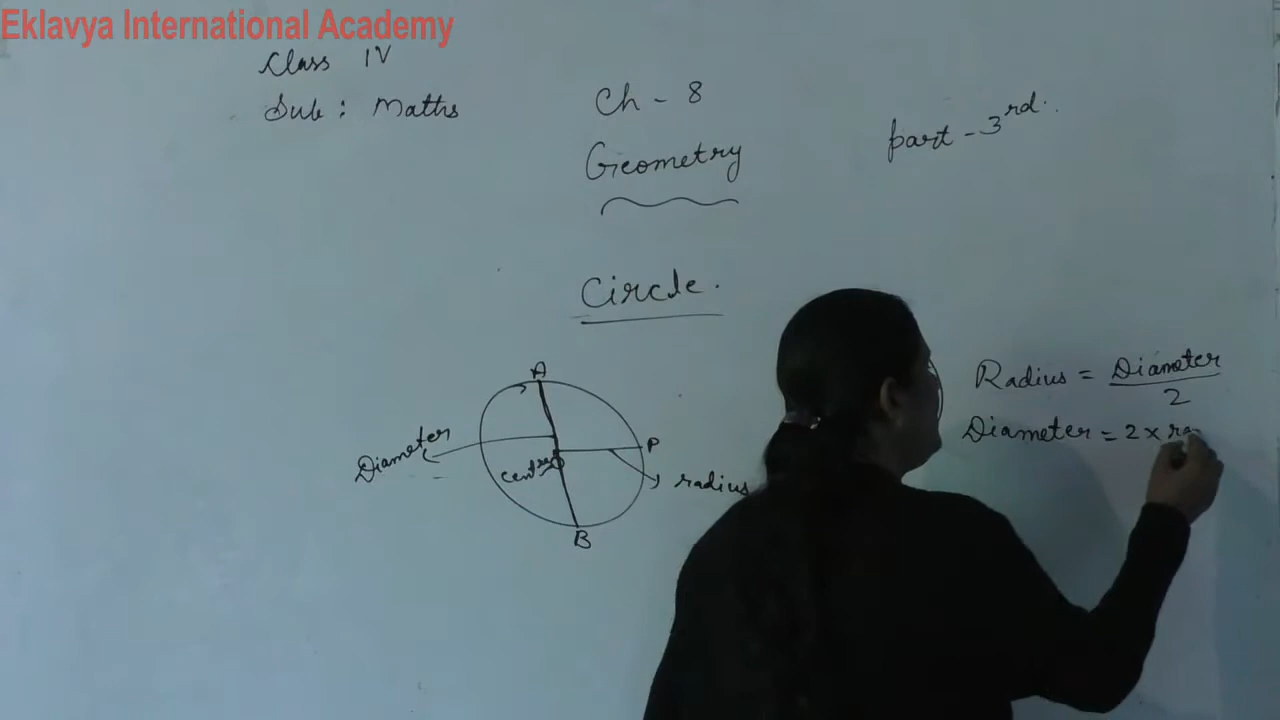 Eklavya International Academy
Class IV
Sub: Maths
Ch - 8
Geometry
Part - 3rd.
Circle.
A
Diameter
centre
P
radius
B
Radius = Diameter
2
Diameter = 2 x ra